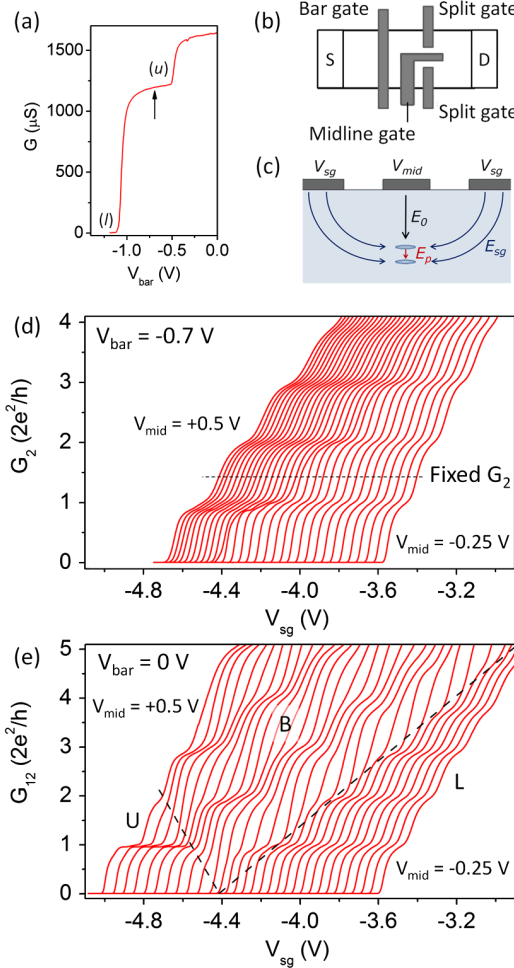 (a)
1500
1000
500
0
G (μS)
(u)
(l)
-1.0
-0.5
0.0
V_bar (V)
(b)
Bar gate
Split gate
S
D
Midline gate
Split gate
(c)
V_sg
V_mid
V_sg
E_0
E_p
E_sg
(d)
V_bar = -0.7 V
V_mid = +0.5 V
Fixed G_2
V_mid = -0.25 V
4
3
2
1
0
G_2 (2e²/h)
-4.8
-4.4
-4.0
-3.6
-3.2
V_sg (V)
(e)
V_bar = 0 V
V_mid = +0.5 V
B
U
L
V_mid = -0.25 V
5
4
3
2
1
0
G_12 (2e²/h)
-4.8
-4.4
-4.0
-3.6
-3.2
V_sg (V)